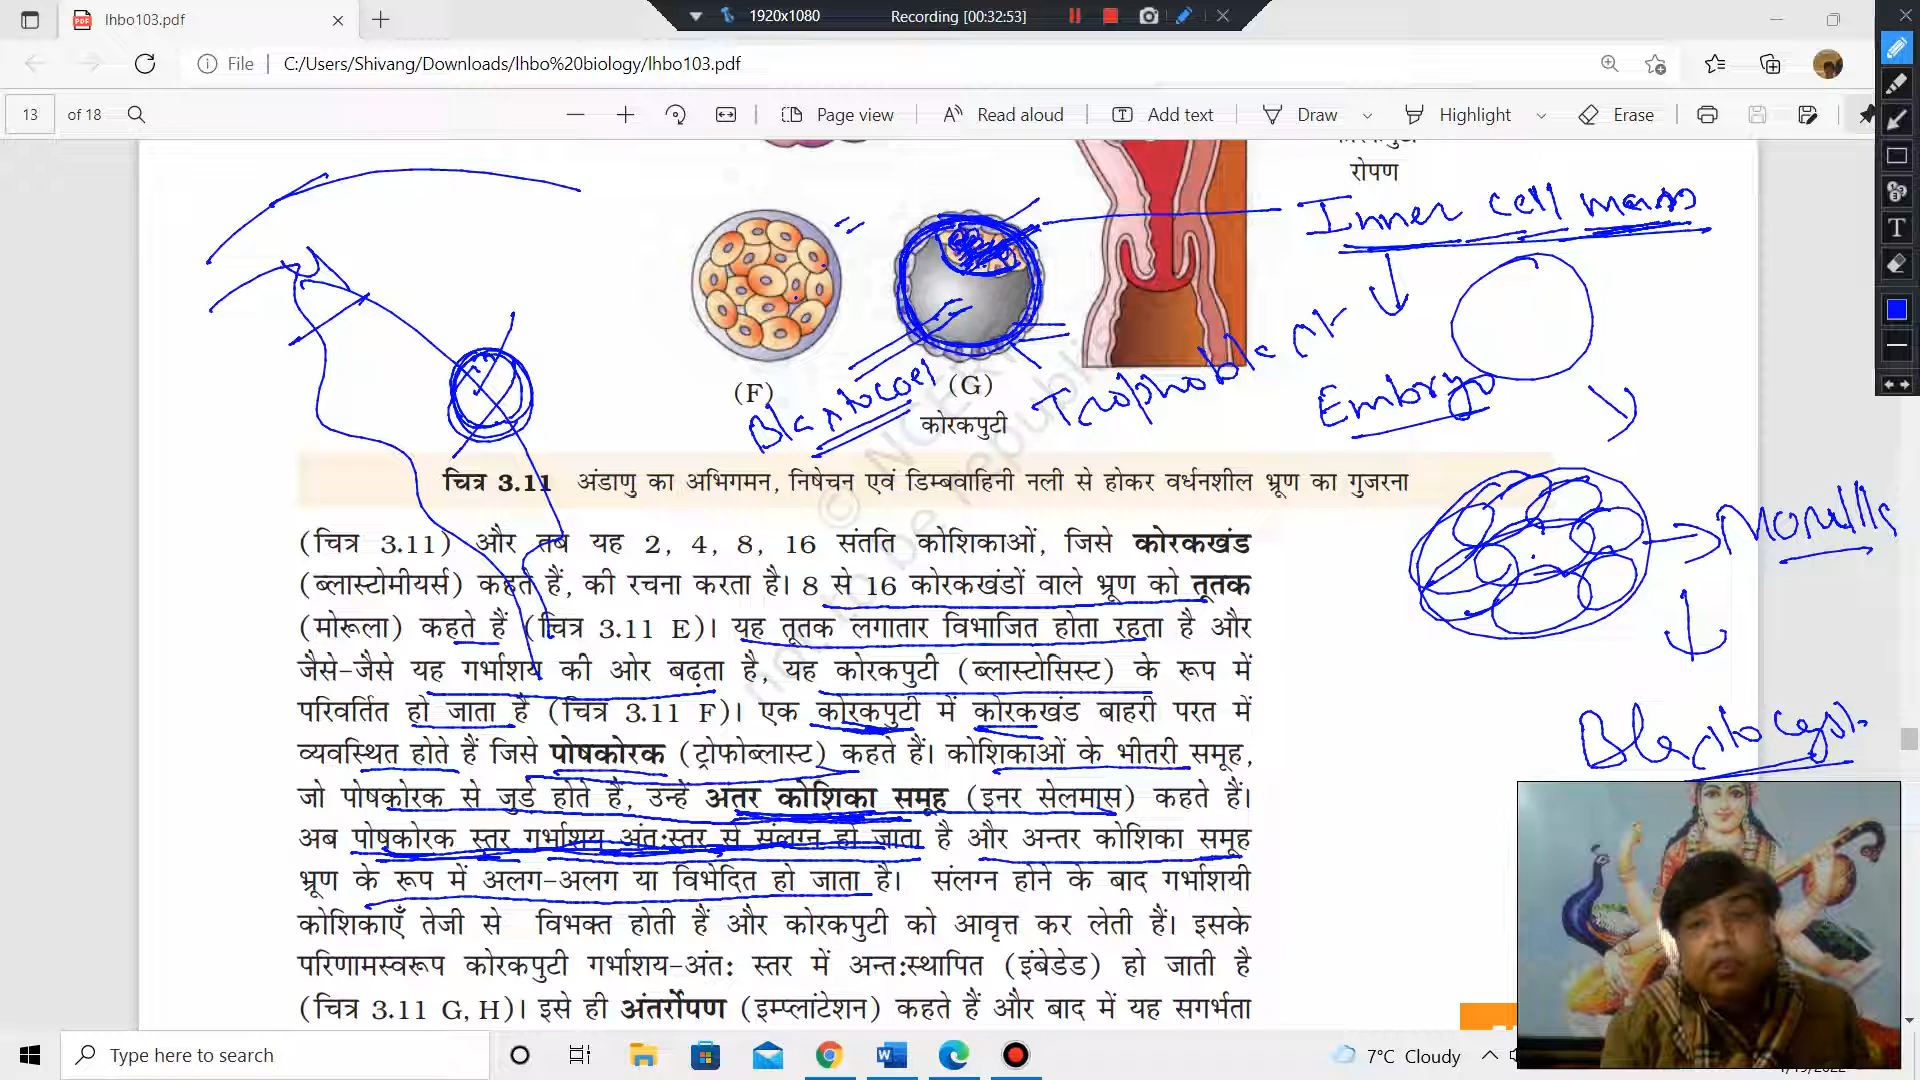 lhbo103.pdf
1920x1080
Recording [00:32:53]
File
C:/Users/Shivang/Downloads/lhbo%20biology/lhbo103.pdf
13 of 18
Page view
Read aloud
Add text
Draw
Highlight
Erase
रोपण
Inner cell mass
(F)
(G)
Blastocoel
Trophoblast
Embryo
कोरकपुटी
चित्र 3.11 अंडाणु का अभिगमन, निषेचन एवं डिम्बवाहिनी नली से होकर वर्धनशील भ्रूण का गुजरना
(चित्र 3.11) और तब यह 2, 4, 8, 16 संतति कोशिकाओं, जिसे कोरकखंड
(ब्लास्टोमीयर्स) कहते हैं, की रचना करता है। 8 से 16 कोरकखंडों वाले भ्रूण को तूतक
(मोरूला) कहते हैं (चित्र 3.11 E)। यह तूतक लगातार विभाजित होता रहता है और
जैसे-जैसे यह गर्भाशय की ओर बढ़ता है, यह कोरकपुटी (ब्लास्टोसिस्ट) के रूप में
परिवर्तित हो जाता है (चित्र 3.11 F)। एक कोरकपुटी में कोरकखंड बाहरी परत में
व्यवस्थित होते हैं जिसे पोषकोरक (ट्रोफोब्लास्ट) कहते हैं। कोशिकाओं के भीतरी समूह,
जो पोषकोरक से जुडे होते हैं, उन्हें अंतर कोशिका समूह (इनर सेलमास) कहते हैं।
अब पोषकोरक स्तर गर्भाशय अंतःस्तर से संलग्न हो जाता है और अन्तर कोशिका समूह
भ्रूण के रूप में अलग-अलग या विभेदित हो जाता है। संलग्न होने के बाद गर्भाशयी
कोशिकाएँ तेजी से विभक्त होती हैं और कोरकपुटी को आवृत्त कर लेती हैं। इसके
परिणामस्वरूप कोरकपुटी गर्भाशय-अंतः स्तर में अन्तःस्थापित (इंबेडेड) हो जाती है
(चित्र 3.11 G, H)। इसे ही अंतर्रोपण (इम्प्लांटेशन) कहते हैं और बाद में यह सगर्भता
Blastocyst
Type here to search
7°C Cloudy